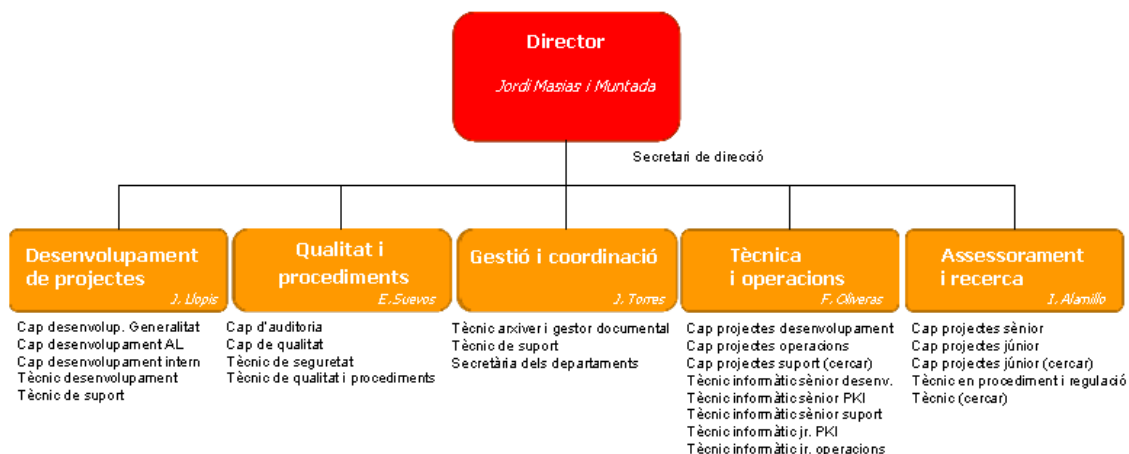 Director
Jordi Masias i Muntada
Secretari de direcció
Desenvolupament
de projectes
J. Llopis
Cap desenvolup. Generalitat
Cap desenvolupament AL
Cap desenvolupament intern
Tècnic desenvolupament
Tècnic de suport
Qualitat i
procediments
E. Suevos
Cap d'auditoria
Cap de qualitat
Tècnic de seguretat
Tècnic de qualitat i procediments
Gestió i coordinació
J. Torres
Tècnic arxiver i gestor documental
Tècnic de suport
Secretària dels departaments
Tècnica
i operacions
F. Oliveras
Cap projectes desenvolupament
Cap projectes operacions
Cap projectes suport (cercar)
Tècnic informàtic sènior desenv.
Tècnic informàtic sènior PKI
Tècnic informàtic sènior suport
Tècnic informàtic jr. PKI
Tècnic informàtic jr. operacions
Assessorament
i recerca
I. Alamillo
Cap projectes sènior
Cap projectes júnior
Cap projectes júnior (cercar)
Tècnic en procediment i regulació
Tècnic (cercar)